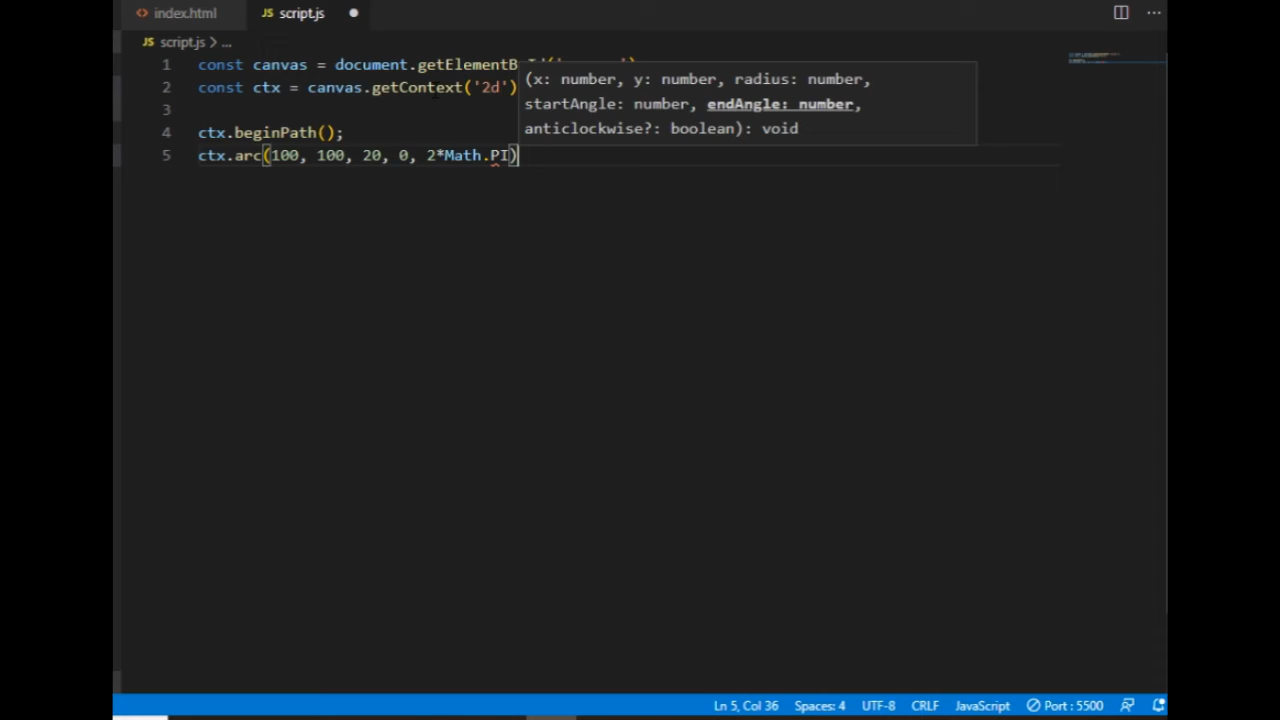 index.html
JS script.js
JS script.js > ...
1 const canvas = document.getElementB
2 const ctx = canvas.getContext('2d')
3
4 ctx.beginPath();
5 ctx.arc(100, 100, 20, 0, 2*Math.PI)
(x: number, y: number, radius: number,
startAngle: number, endAngle: number,
anticlockwise?: boolean): void
Ln 5, Col 36 Spaces: 4 UTF-8 CRLF JavaScript Port : 5500